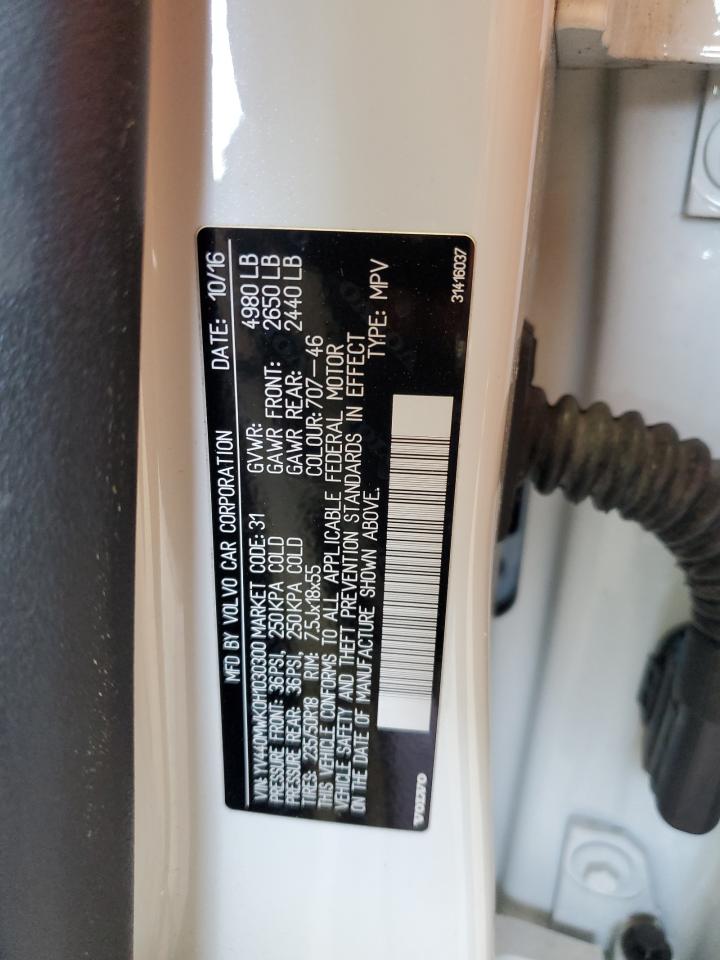 MFD BY VOLVO CAR CORPORATION DATE: 10/16
VIN: YV440MWK0H1030300 MARKET CODE: 31 GVWR: 4980 LB
PRESSURE FRONT: 36PSI, 250KPA COLD GAWR FRONT: 2650 LB
PRESSURE REAR: 36PSI, 250KPA COLD GAWR REAR: 2440 LB
TIRES: 235/50R18 RIM: 7,5Jx18x55 COLOUR: 707-46
THIS VEHICLE CONFORMS TO ALL APPLICABLE FEDERAL MOTOR
VEHICLE SAFETY AND THEFT PREVENTION STANDARDS IN EFFECT
ON THE DATE OF MANUFACTURE SHOWN ABOVE. TYPE: MPV
VOLVO 31416037